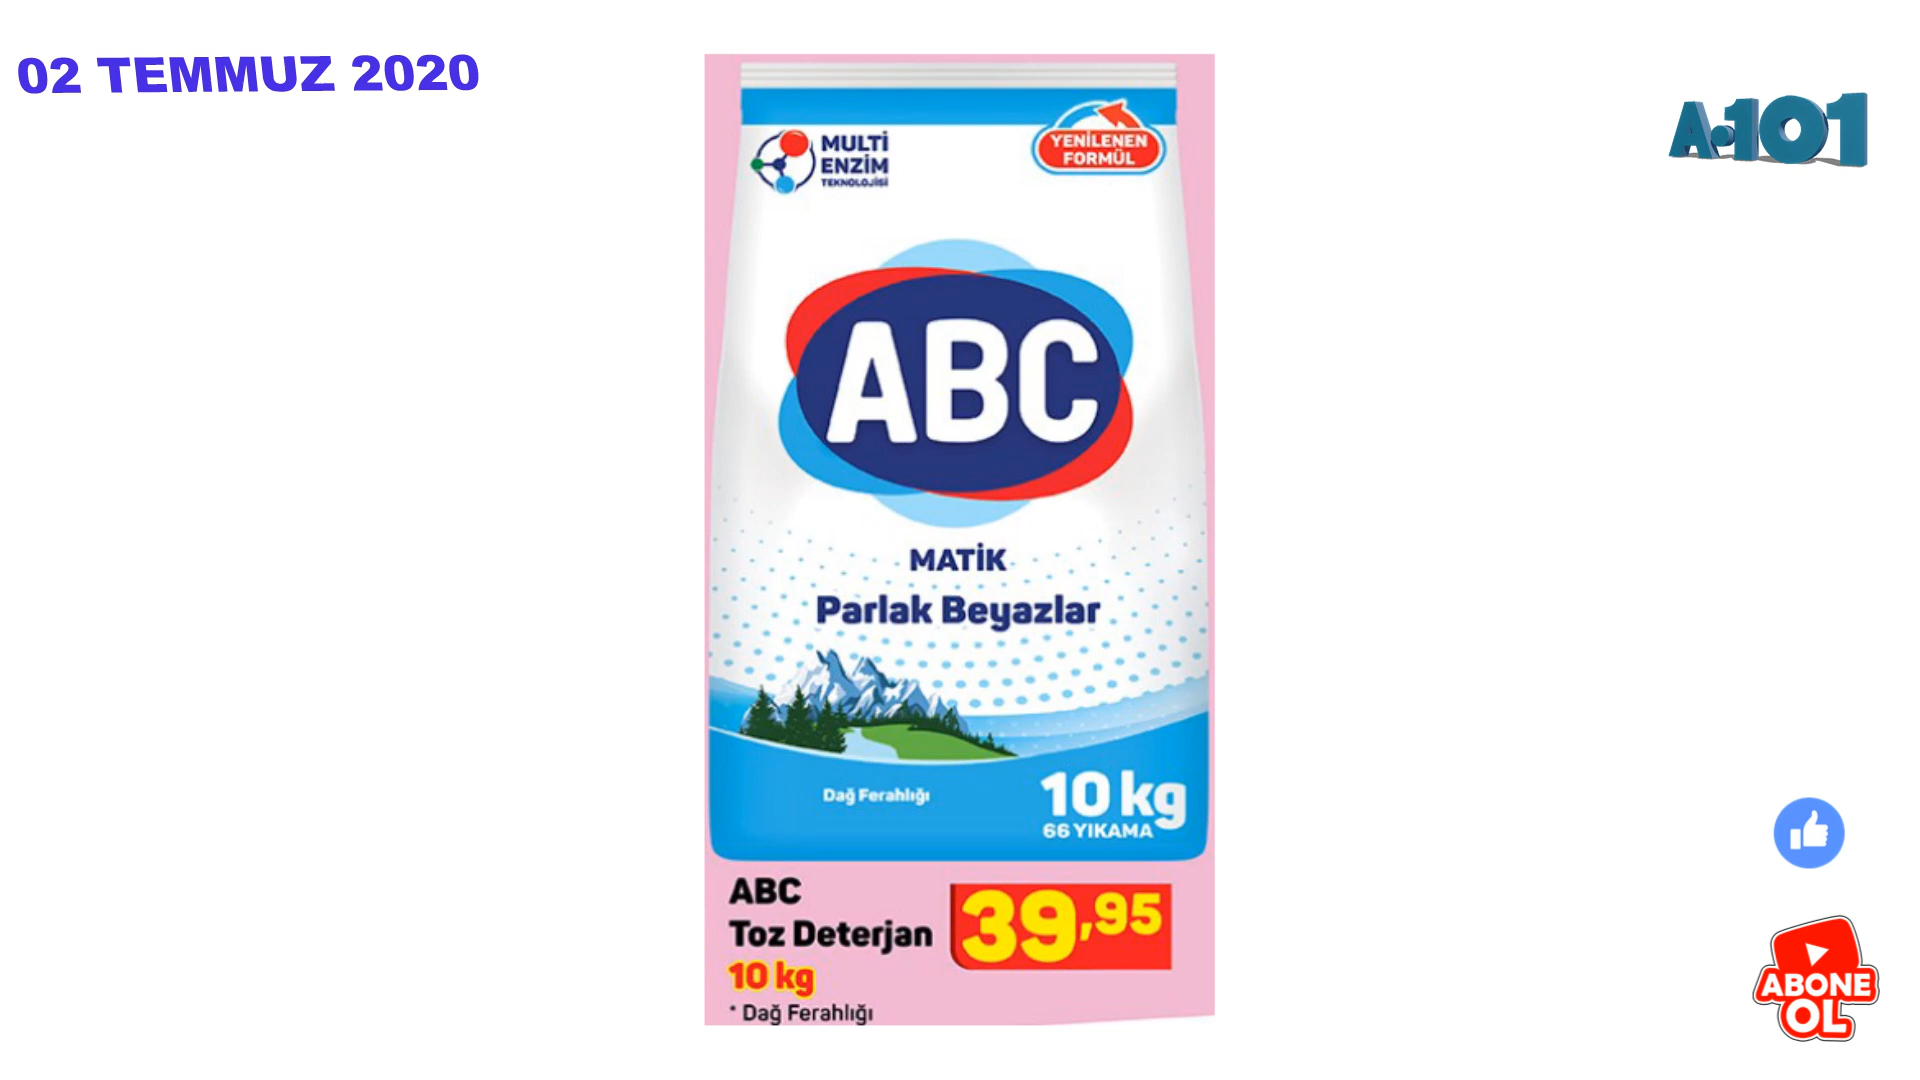 02 TEMMUZ 2020
A101
MULTİ
ENZİM
TEKNOLOJİSİ
YENİLENEN
FORMÜL
ABC
MATİK
Parlak Beyazlar
Dağ Ferahlığı
10 kg
66 YIKAMA
ABC
Toz Deterjan
10 kg
* Dağ Ferahlığı
39,95
ABONE
OL